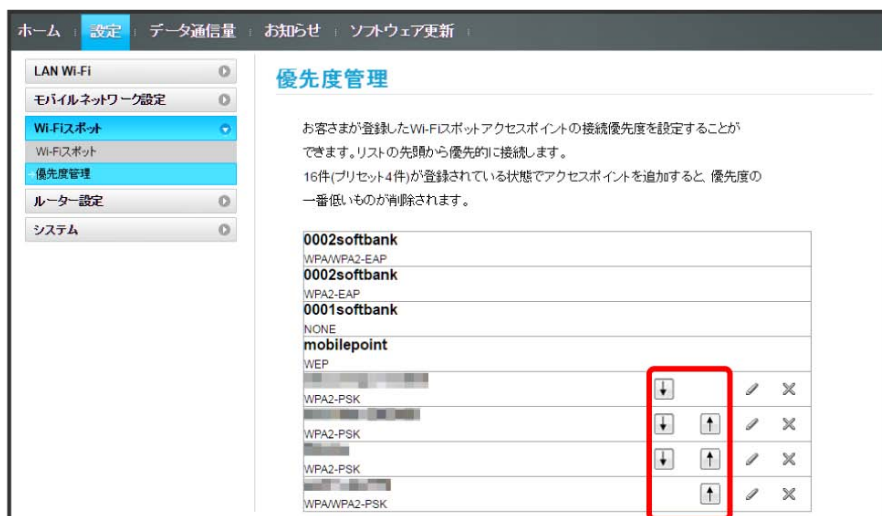 ホーム 設定 データ通信量 お知らせ ソフトウェア更新
LAN Wi-Fi
モバイルネットワーク設定
Wi-Fiスポット
Wi-Fiスポット
優先度管理
ルーター設定
システム
優先度管理
お客さまが登録したWi-Fiスポットアクセスポイントの接続優先度を設定することが
できます。リストの先頭から優先的に接続します。
16件(プリセット4件)が登録されている状態でアクセスポイントを追加すると、優先度の
一番低いものが削除されます。
0002softbank
WPA/WPA2-EAP
0002softbank
WPA2-EAP
0001softbank
NONE
mobilepoint
WEP
WPA2-PSK
WPA2-PSK
WPA2-PSK
WPA/WPA2-PSK